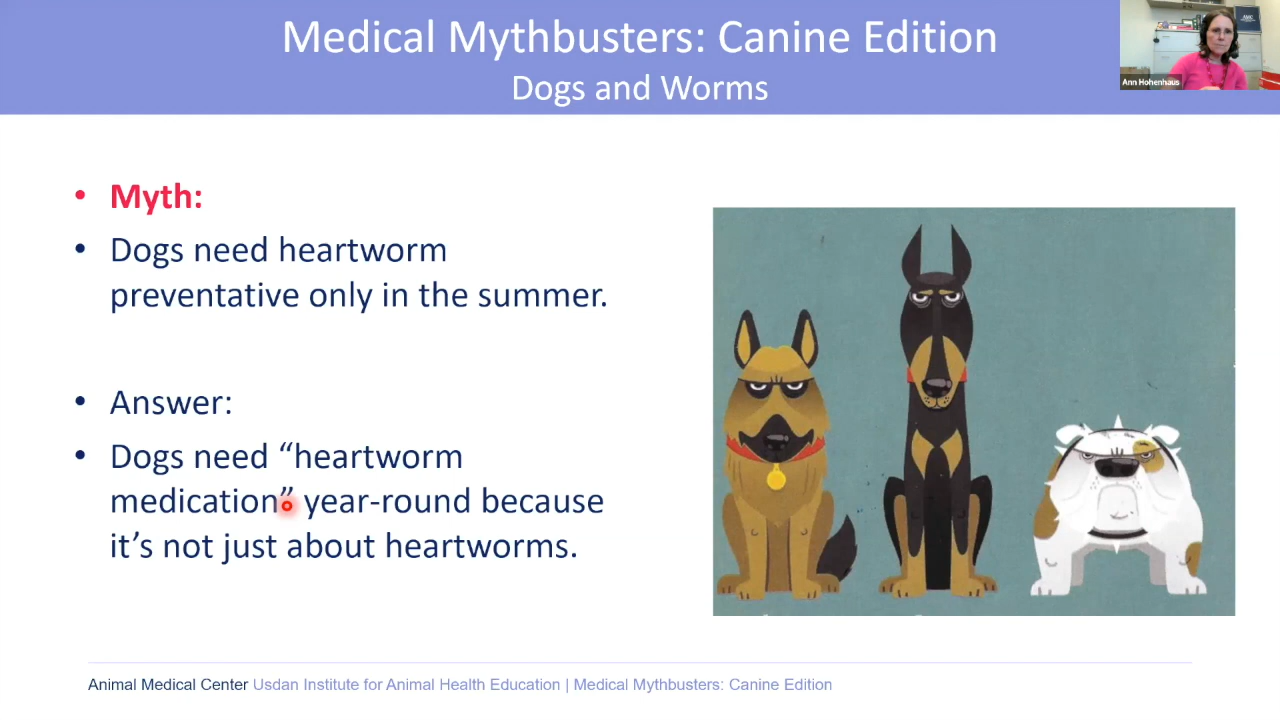 Medical Mythbusters: Canine Edition
Dogs and Worms
Ann Hohenhaus
• Myth:
• Dogs need heartworm
preventative only in the summer.
• Answer:
• Dogs need “heartworm
medication” year-round because
it’s not just about heartworms.
Animal Medical Center Usdan Institute for Animal Health Education | Medical Mythbusters: Canine Edition